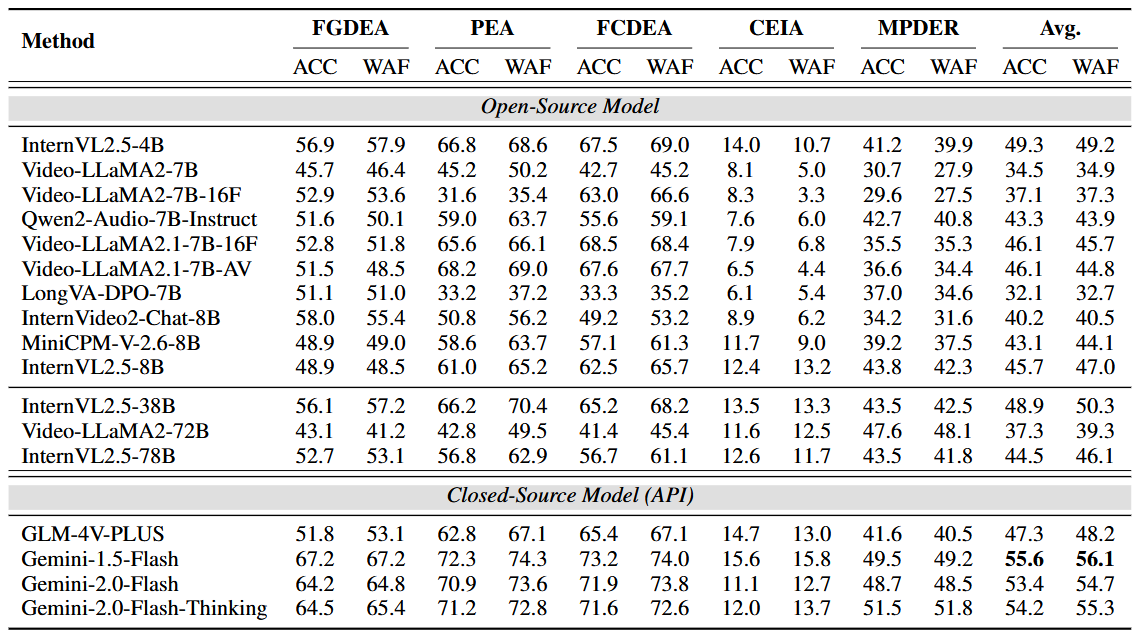 Method FGDEA PEA FCDEA CEIA MPDER Avg.
ACC WAF ACC WAF ACC WAF ACC WAF ACC WAF ACC WAF
Open-Source Model
InternVL2.5-4B 56.9 57.9 66.8 68.6 67.5 69.0 14.0 10.7 41.2 39.9 49.3 49.2
Video-LLaMA2-7B 45.7 46.4 45.2 50.2 42.7 45.2 8.1 5.0 30.7 27.9 34.5 34.9
Video-LLaMA2-7B-16F 52.9 53.6 31.6 35.4 63.0 66.6 8.3 3.3 29.6 27.5 37.1 37.3
Qwen2-Audio-7B-Instruct 51.6 50.1 59.0 63.7 55.6 59.1 7.6 6.0 42.7 40.8 43.3 43.9
Video-LLaMA2.1-7B-16F 52.8 51.8 65.6 66.1 68.5 68.4 7.9 6.8 35.5 35.3 46.1 45.7
Video-LLaMA2.1-7B-AV 51.5 48.5 68.2 69.0 67.6 67.7 6.5 4.4 36.6 34.4 46.1 44.8
LongVA-DPO-7B 51.1 51.0 33.2 37.2 33.3 35.2 6.1 5.4 37.0 34.6 32.1 32.7
InternVideo2-Chat-8B 58.0 55.4 50.8 56.2 49.2 53.2 8.9 6.2 34.2 31.6 40.2 40.5
MiniCPM-V-2.6-8B 48.9 49.0 58.6 63.7 57.1 61.3 11.7 9.0 39.2 37.5 43.1 44.1
InternVL2.5-8B 48.9 48.5 61.0 65.2 62.5 65.7 12.4 13.2 43.8 42.3 45.7 47.0
InternVL2.5-38B 56.1 57.2 66.2 70.4 65.2 68.2 13.5 13.3 43.5 42.5 48.9 50.3
Video-LLaMA2-72B 43.1 41.2 42.8 49.5 41.4 45.4 11.6 12.5 47.6 48.1 37.3 39.3
InternVL2.5-78B 52.7 53.1 56.8 62.9 56.7 61.1 12.6 11.7 43.5 41.8 44.5 46.1
Closed-Source Model (API)
GLM-4V-PLUS 51.8 53.1 62.8 67.1 65.4 67.1 14.7 13.0 41.6 40.5 47.3 48.2
Gemini-1.5-Flash 67.2 67.2 72.3 74.3 73.2 74.0 15.6 15.8 49.5 49.2 55.6 56.1
Gemini-2.0-Flash 64.2 64.8 70.9 73.6 71.9 73.8 11.1 12.7 48.7 48.5 53.4 54.7
Gemini-2.0-Flash-Thinking 64.5 65.4 71.2 72.8 71.6 72.6 12.0 13.7 51.5 51.8 54.2 55.3